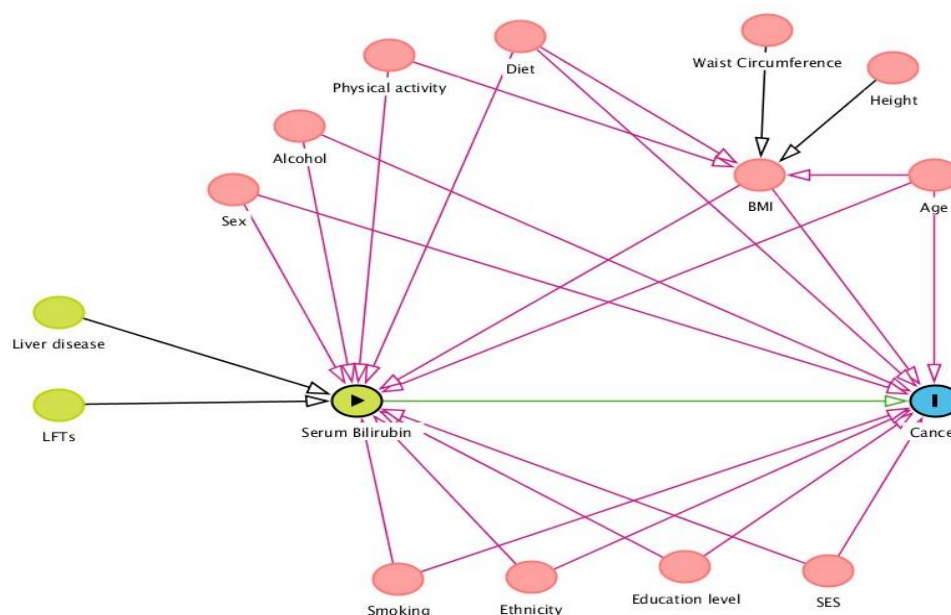 Waist Circumference
Diet
Physical activity
Height
Alcohol
BMI
Age
Sex
Liver disease
LFTs
Serum Bilirubin
Cance
Smoking
Ethnicity
Education level
SES